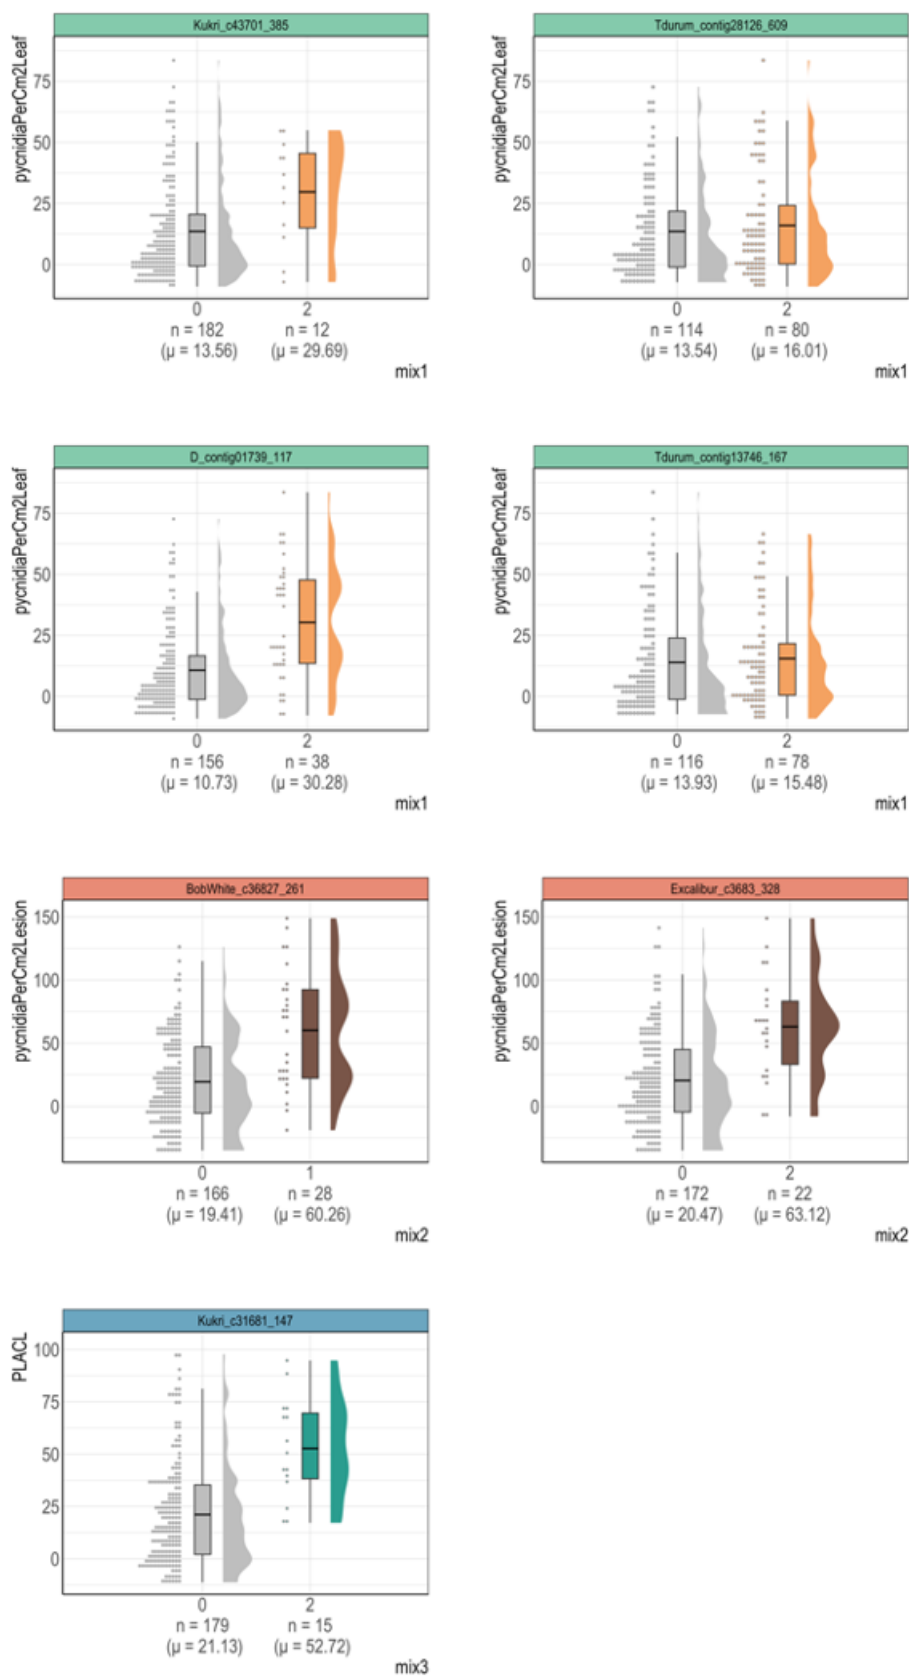 Kukri_c43701_385
pycnidiaPerCm2Leaf
75
50
25
0
0 2
n = 182 n = 12
(µ = 13.56) (µ = 29.69)
mix1
Tdurum_contig28126_609
pycnidiaPerCm2Leaf
75
50
25
0
0 2
n = 114 n = 80
(µ = 13.54) (µ = 16.01)
mix1
D_contig01739_117
pycnidiaPerCm2Leaf
75
50
25
0
0 2
n = 156 n = 38
(µ = 10.73) (µ = 30.28)
mix1
Tdurum_contig13746_167
pycnidiaPerCm2Leaf
75
50
25
0
0 2
n = 116 n = 78
(µ = 13.93) (µ = 15.48)
mix1
BobWhite_c36827_261
pycnidiaPerCm2Lesion
150
100
50
0
0 1
n = 166 n = 28
(µ = 19.41) (µ = 60.26)
mix2
Excalibur_c3683_328
pycnidiaPerCm2Lesion
150
100
50
0
0 2
n = 172 n = 22
(µ = 20.47) (µ = 63.12)
mix2
Kukri_c31681_147
PLACL
100
75
50
25
0
0 2
n = 179 n = 15
(µ = 21.13) (µ = 52.72)
mix3